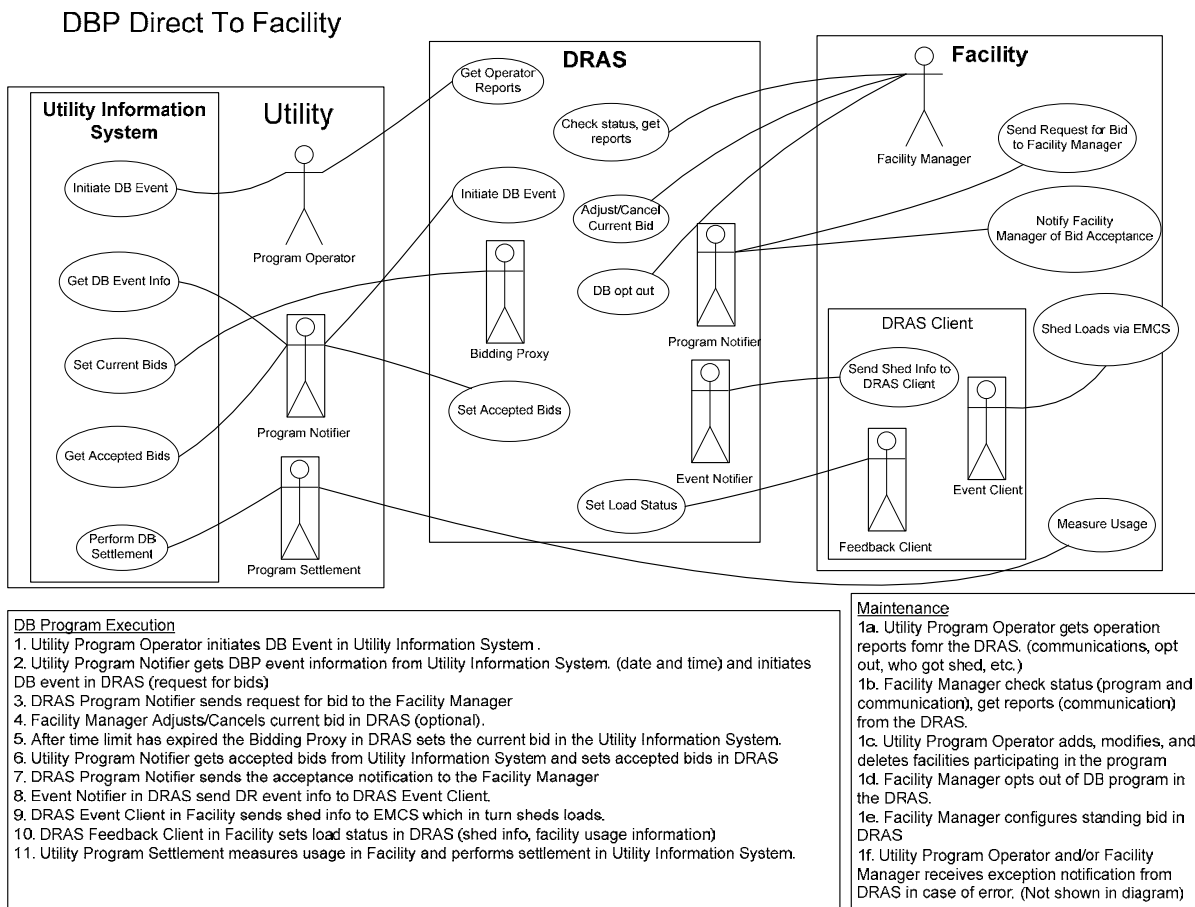 DBP Direct To Facility
Utility Information
System
Utility
Initiate DB Event
Program Operator
Get DB Event Info
Set Current Bids
Program Notifier
Get Accepted Bids
Perform DB
Settlement
Program Settlement
DRAS
Get Operator
Reports
Check status, get
reports
Initiate DB Event
Adjust/Cancel
Current Bid
DB opt out
Bidding Proxy
Program Notifier
Set Accepted Bids
Event Notifier
Set Load Status
Facility
Facility Manager
Send Request for Bid
to Facility Manager
Notify Facility
Manager of Bid Acceptance
DRAS Client
Shed Loads via EMCS
Send Shed Info to
DRAS Client
Event Client
Feedback Client
Measure Usage
DB Program Execution
1. Utility Program Operator initiates DB Event in Utility Information System .
2. Utility Program Notifier gets DBP event information from Utility Information System. (date and time) and initiates
DB event in DRAS (request for bids)
3. DRAS Program Notifier sends request for bid to the Facility Manager
4. Facility Manager Adjusts/Cancels current bid in DRAS (optional).
5. After time limit has expired the Bidding Proxy in DRAS sets the current bid in the Utility Information System.
6. Utility Program Notifier gets accepted bids from Utility Information System and sets accepted bids in DRAS
7. DRAS Program Notifier sends the acceptance notification to the Facility Manager
8. Event Notifier in DRAS send DR event info to DRAS Event Client.
9. DRAS Event Client in Facility sends shed info to EMCS which in turn sheds loads.
10. DRAS Feedback Client in Facility sets load status in DRAS (shed info, facility usage information)
11. Utility Program Settlement measures usage in Facility and performs settlement in Utility Information System.
Maintenance
1a. Utility Program Operator gets operation
reports fomr the DRAS. (communications, opt
out, who got shed, etc.)
1b. Facility Manager check status (program and
communication), get reports (communication)
from the DRAS.
1c. Utility Program Operator adds, modifies, and
deletes facilities participating in the program
1d. Facility Manager opts out of DB program in
the DRAS.
1e. Facility Manager configures standing bid in
DRAS
1f. Utility Program Operator and/or Facility
Manager receives exception notification from
DRAS in case of error. (Not shown in diagram)